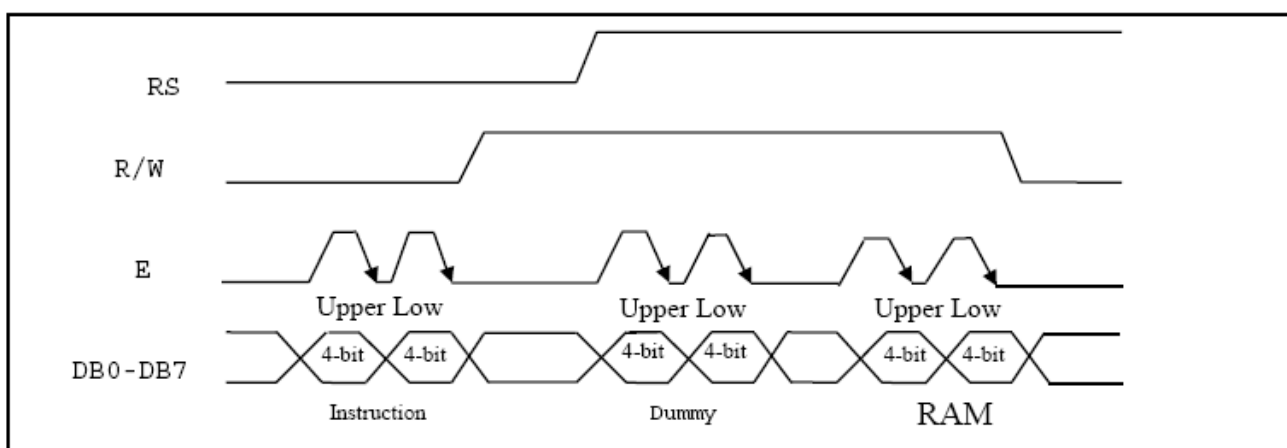 RS
R/W
E
Upper Low Upper Low Upper Low
DB0-DB7 4-bit 4-bit 4-bit 4-bit 4-bit 4-bit
Instruction Dummy RAM